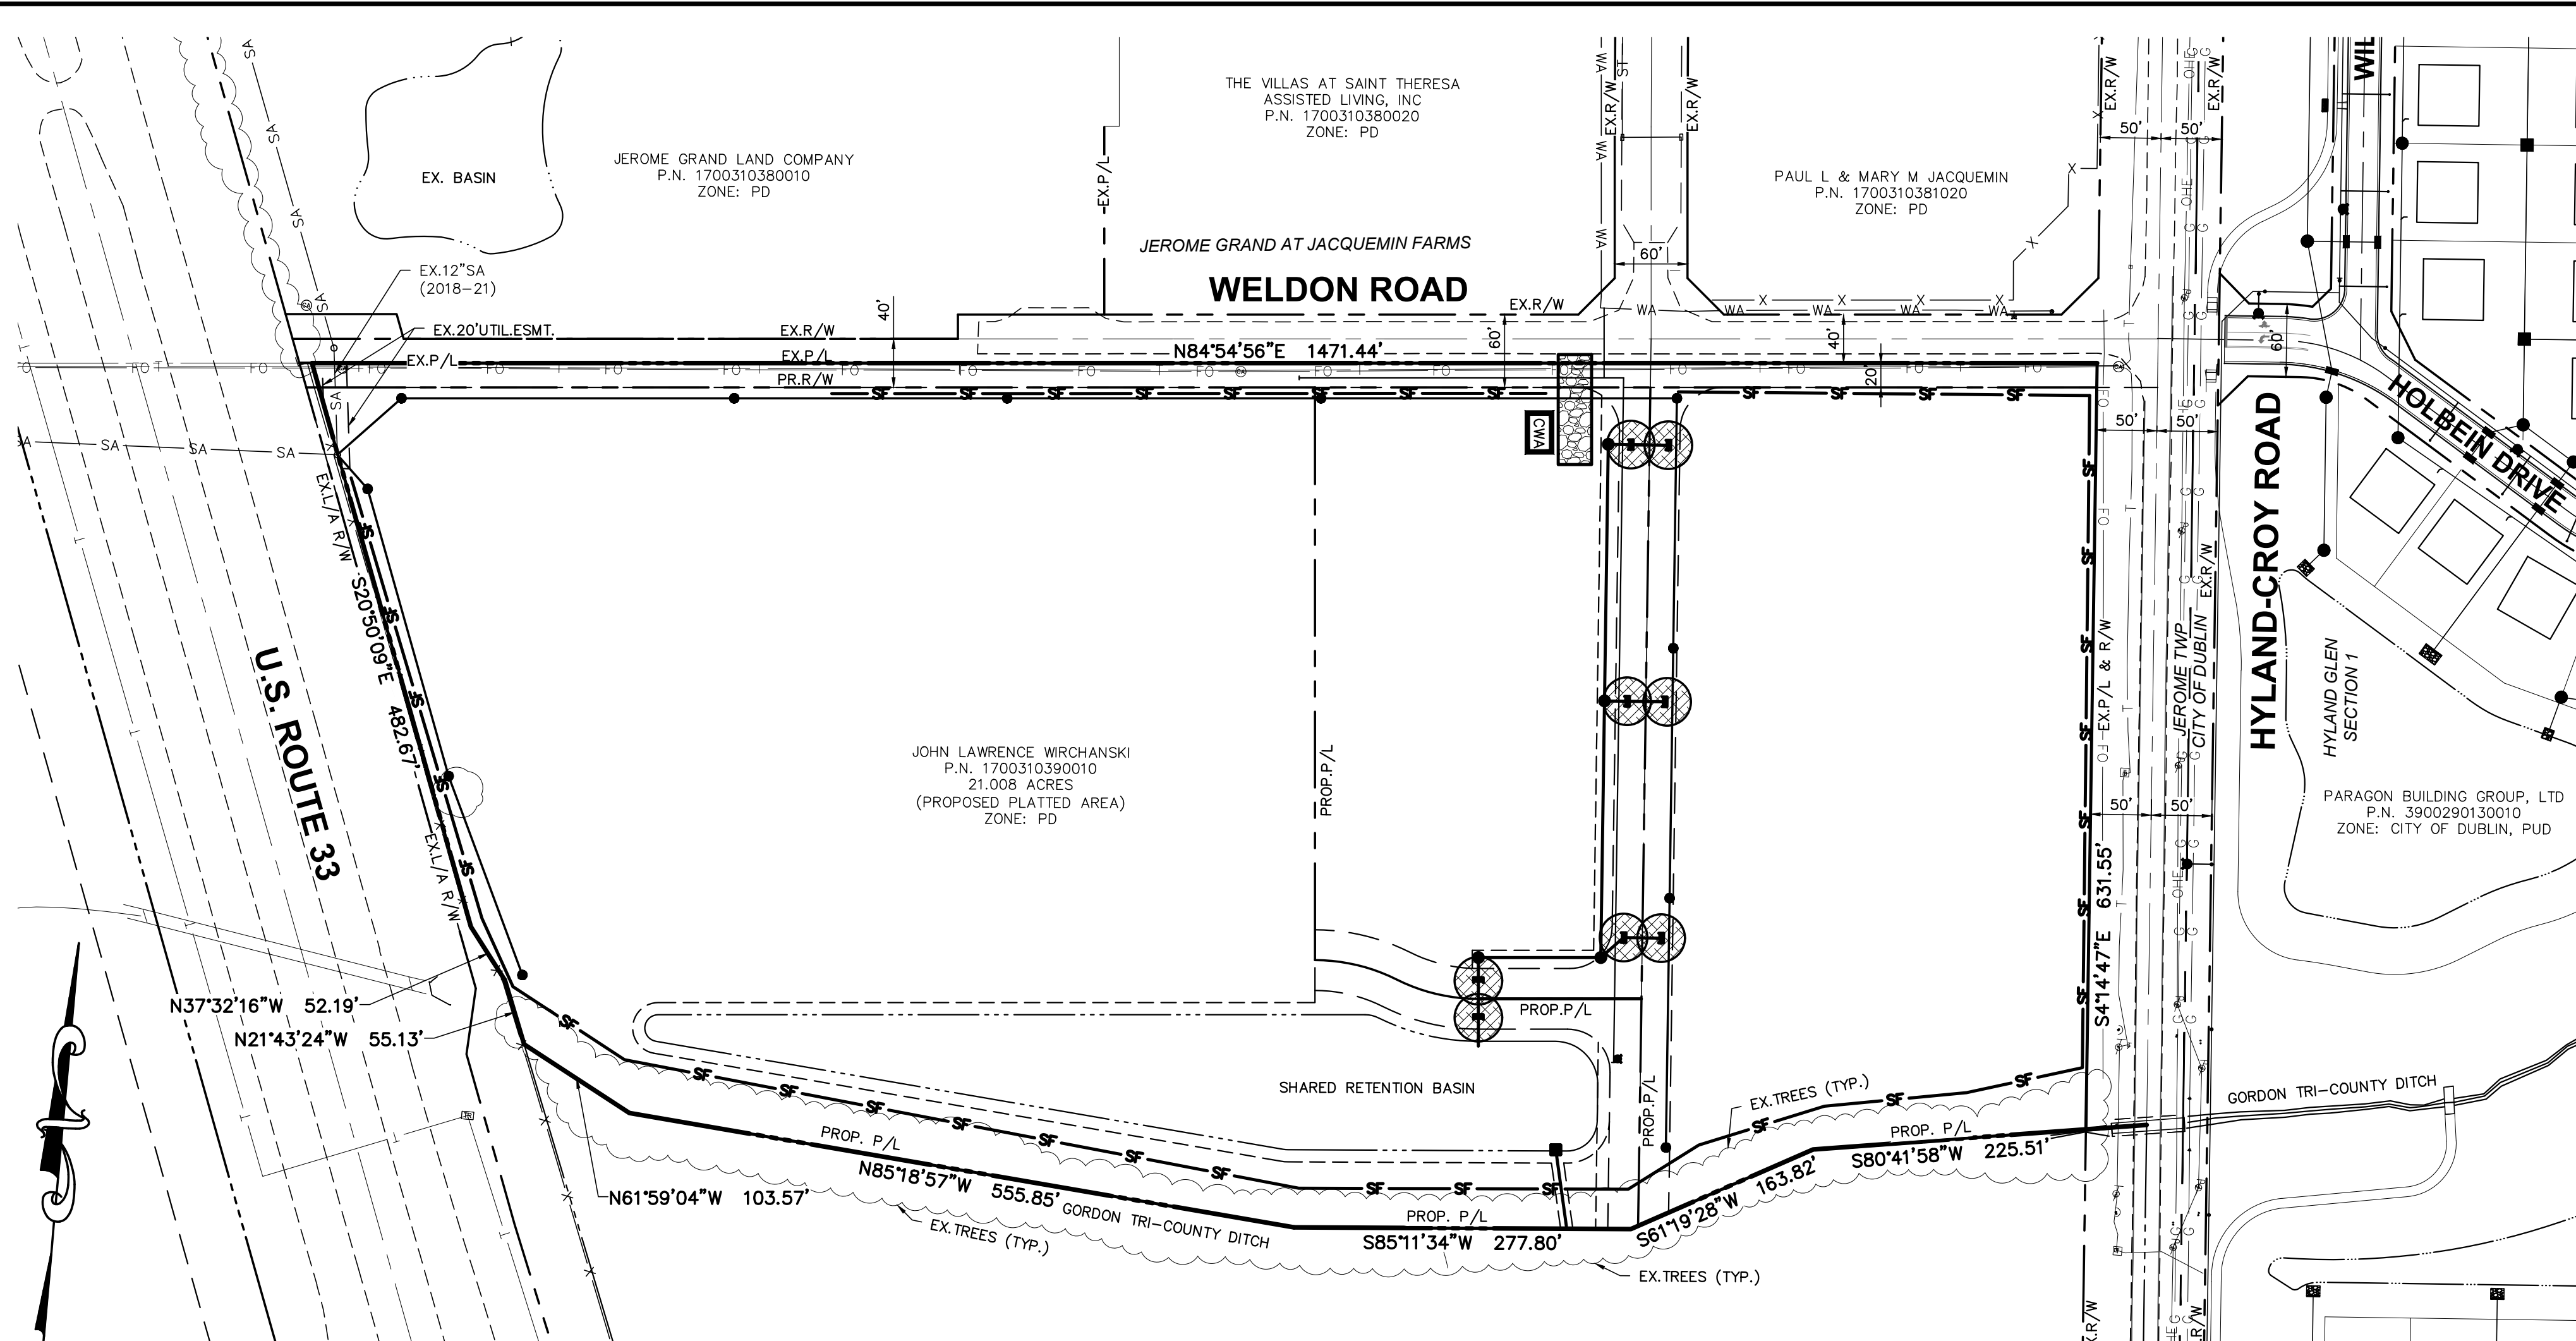 THE VILLAS AT SAINT THERESA
ASSISTED LIVING, INC
P.N. 1700310380020
ZONE: PD
JEROME GRAND LAND COMPANY
P.N. 1700310380010
ZONE: PD
EX. BASIN
PAUL L & MARY M JACQUEMIN
P.N. 1700310381020
ZONE: PD
JEROME GRAND AT JACQUEMIN FARMS
WELDON ROAD
EX.P/L
EX.R/W
EX.R/W
EX.R/W
EX.R/W
WIL
50'
50'
60'
EX.12"SA
(2018-21)
EX.20'UTIL.ESMT.
EX.R/W
EX.R/W
40'
60'
40'
20'
60'
EX.P/L
EX.P/L
PR.R/W
N84°54'56"E 1471.44'
CWA
50'
50'
HOLBEIN DRIVE
HYLAND-CROY ROAD
EX.L/A R/W
S20°50'09"E 482.67'
EX.L/A R/W
U.S. ROUTE 33
JOHN LAWRENCE WIRCHANSKI
P.N. 1700310390010
21.008 ACRES
(PROPOSED PLATTED AREA)
ZONE: PD
PROP.P/L
EX.P/L & R/W
JEROME TWP
CITY OF DUBLIN
EX.R/W
HYLAND GLEN
SECTION 1
PARAGON BUILDING GROUP, LTD
P.N. 3900290130010
ZONE: CITY OF DUBLIN, PUD
50'
50'
S4°14'47"E 631.55'
N37°32'16"W 52.19'
N21°43'24"W 55.13'
PROP.P/L
SHARED RETENTION BASIN
PROP.P/L
EX.TREES (TYP.)
GORDON TRI-COUNTY DITCH
PROP. P/L
PROP. P/L
S80°41'58"W 225.51'
N85°18'57"W 555.85'
N61°59'04"W 103.57'
GORDON TRI-COUNTY DITCH
PROP. P/L
S61°19'28"W 163.82'
EX.TREES (TYP.)
S85°11'34"W 277.80'
EX.TREES (TYP.)